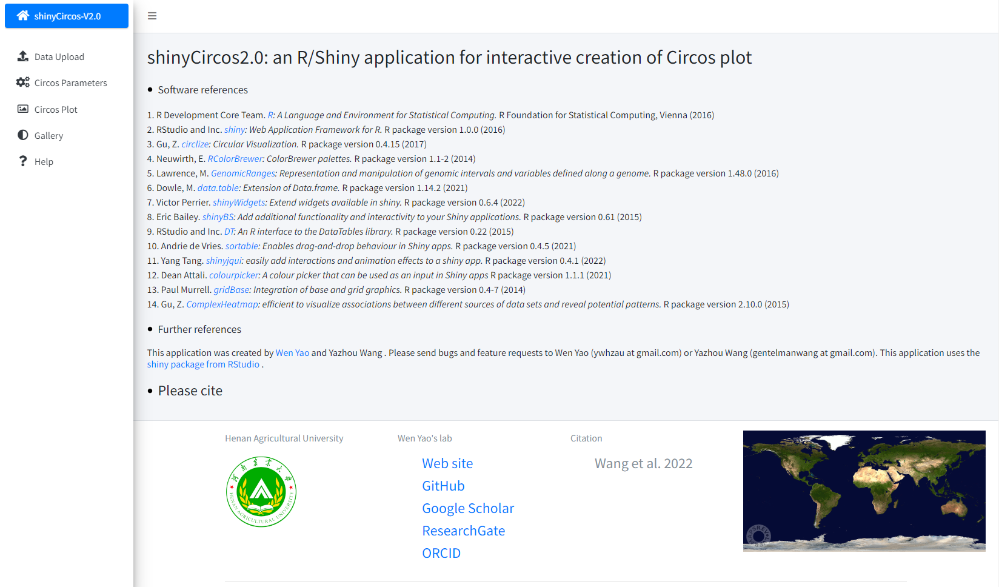 shinyCircos-V2.0
Data Upload
Circos Parameters
Circos Plot
Gallery
Help
shinyCircos2.0: an R/Shiny application for interactive creation of Circos plot
Software references
1. R Development Core Team. R: A Language and Environment for Statistical Computing. R Foundation for Statistical Computing, Vienna (2016)
2. RStudio and Inc. shiny: Web Application Framework for R. R package version 1.0.0 (2016)
3. Gu, Z. circlize: Circular Visualization. R package version 0.4.15 (2017)
4. Neuwirth, E. RColorBrewer: ColorBrewer palettes. R package version 1.1-2 (2014)
5. Lawrence, M. GenomicRanges: Representation and manipulation of genomic intervals and variables defined along a genome. R package version 1.48.0 (2016)
6. Dowle, M. data.table: Extension of Data.frame. R package version 1.14.2 (2021)
7. Victor Perrier. shinyWidgets: Extend widgets available in shiny. R package version 0.6.4 (2022)
8. Eric Bailey. shinyBS: Add additional functionality and interactivity to your Shiny applications. R package version 0.61 (2015)
9. RStudio and Inc. DT: An R interface to the DataTables library. R package version 0.22 (2015)
10. Andrie de Vries. sortable: Enables drag-and-drop behaviour in Shiny apps. R package version 0.4.5 (2021)
11. Yang Tang. shinyjqui: easily add interactions and animation effects to a shiny app. R package version 0.4.1 (2022)
12. Dean Attali. colourpicker: A colour picker that can be used as an input in Shiny apps R package version 1.1.1 (2021)
13. Paul Murrell. gridBase: Integration of base and grid graphics. R package version 0.4-7 (2014)
14. Gu, Z. ComplexHeatmap: efficient to visualize associations between different sources of data sets and reveal potential patterns. R package version 2.10.0 (2015)
Further references
This application was created by Wen Yao and Yazhou Wang . Please send bugs and feature requests to Wen Yao (ywhzau at gmail.com) or Yazhou Wang (gentelmanwang at gmail.com). This application uses the
shiny package from RStudio .
Please cite
Henan Agricultural University
河南农业大学
HENAN AGRICULTURAL UNIVERSITY
Wen Yao's lab
Web site
GitHub
Google Scholar
ResearchGate
ORCID
Citation
Wang et al. 2022